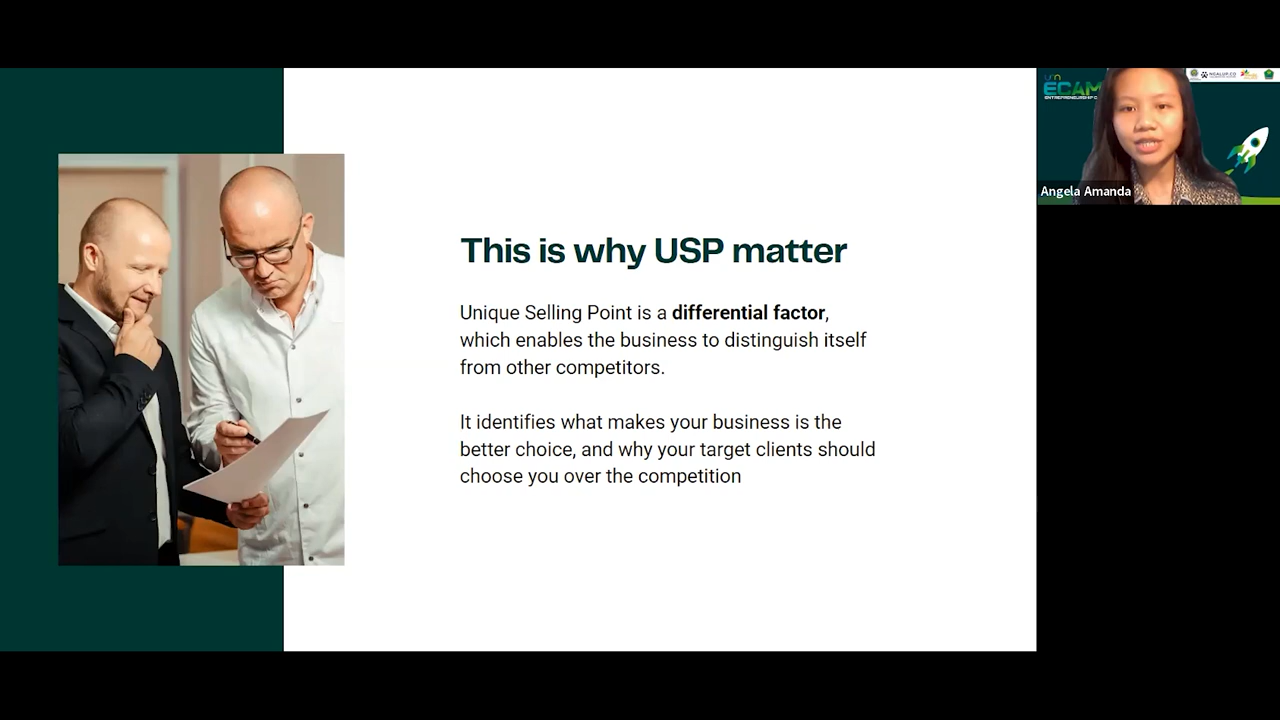 This is why USP matter
Unique Selling Point is a differential factor,
which enables the business to distinguish itself
from other competitors.
It identifies what makes your business is the
better choice, and why your target clients should
choose you over the competition
ECAM
NGALUP.CO
Angela Amanda